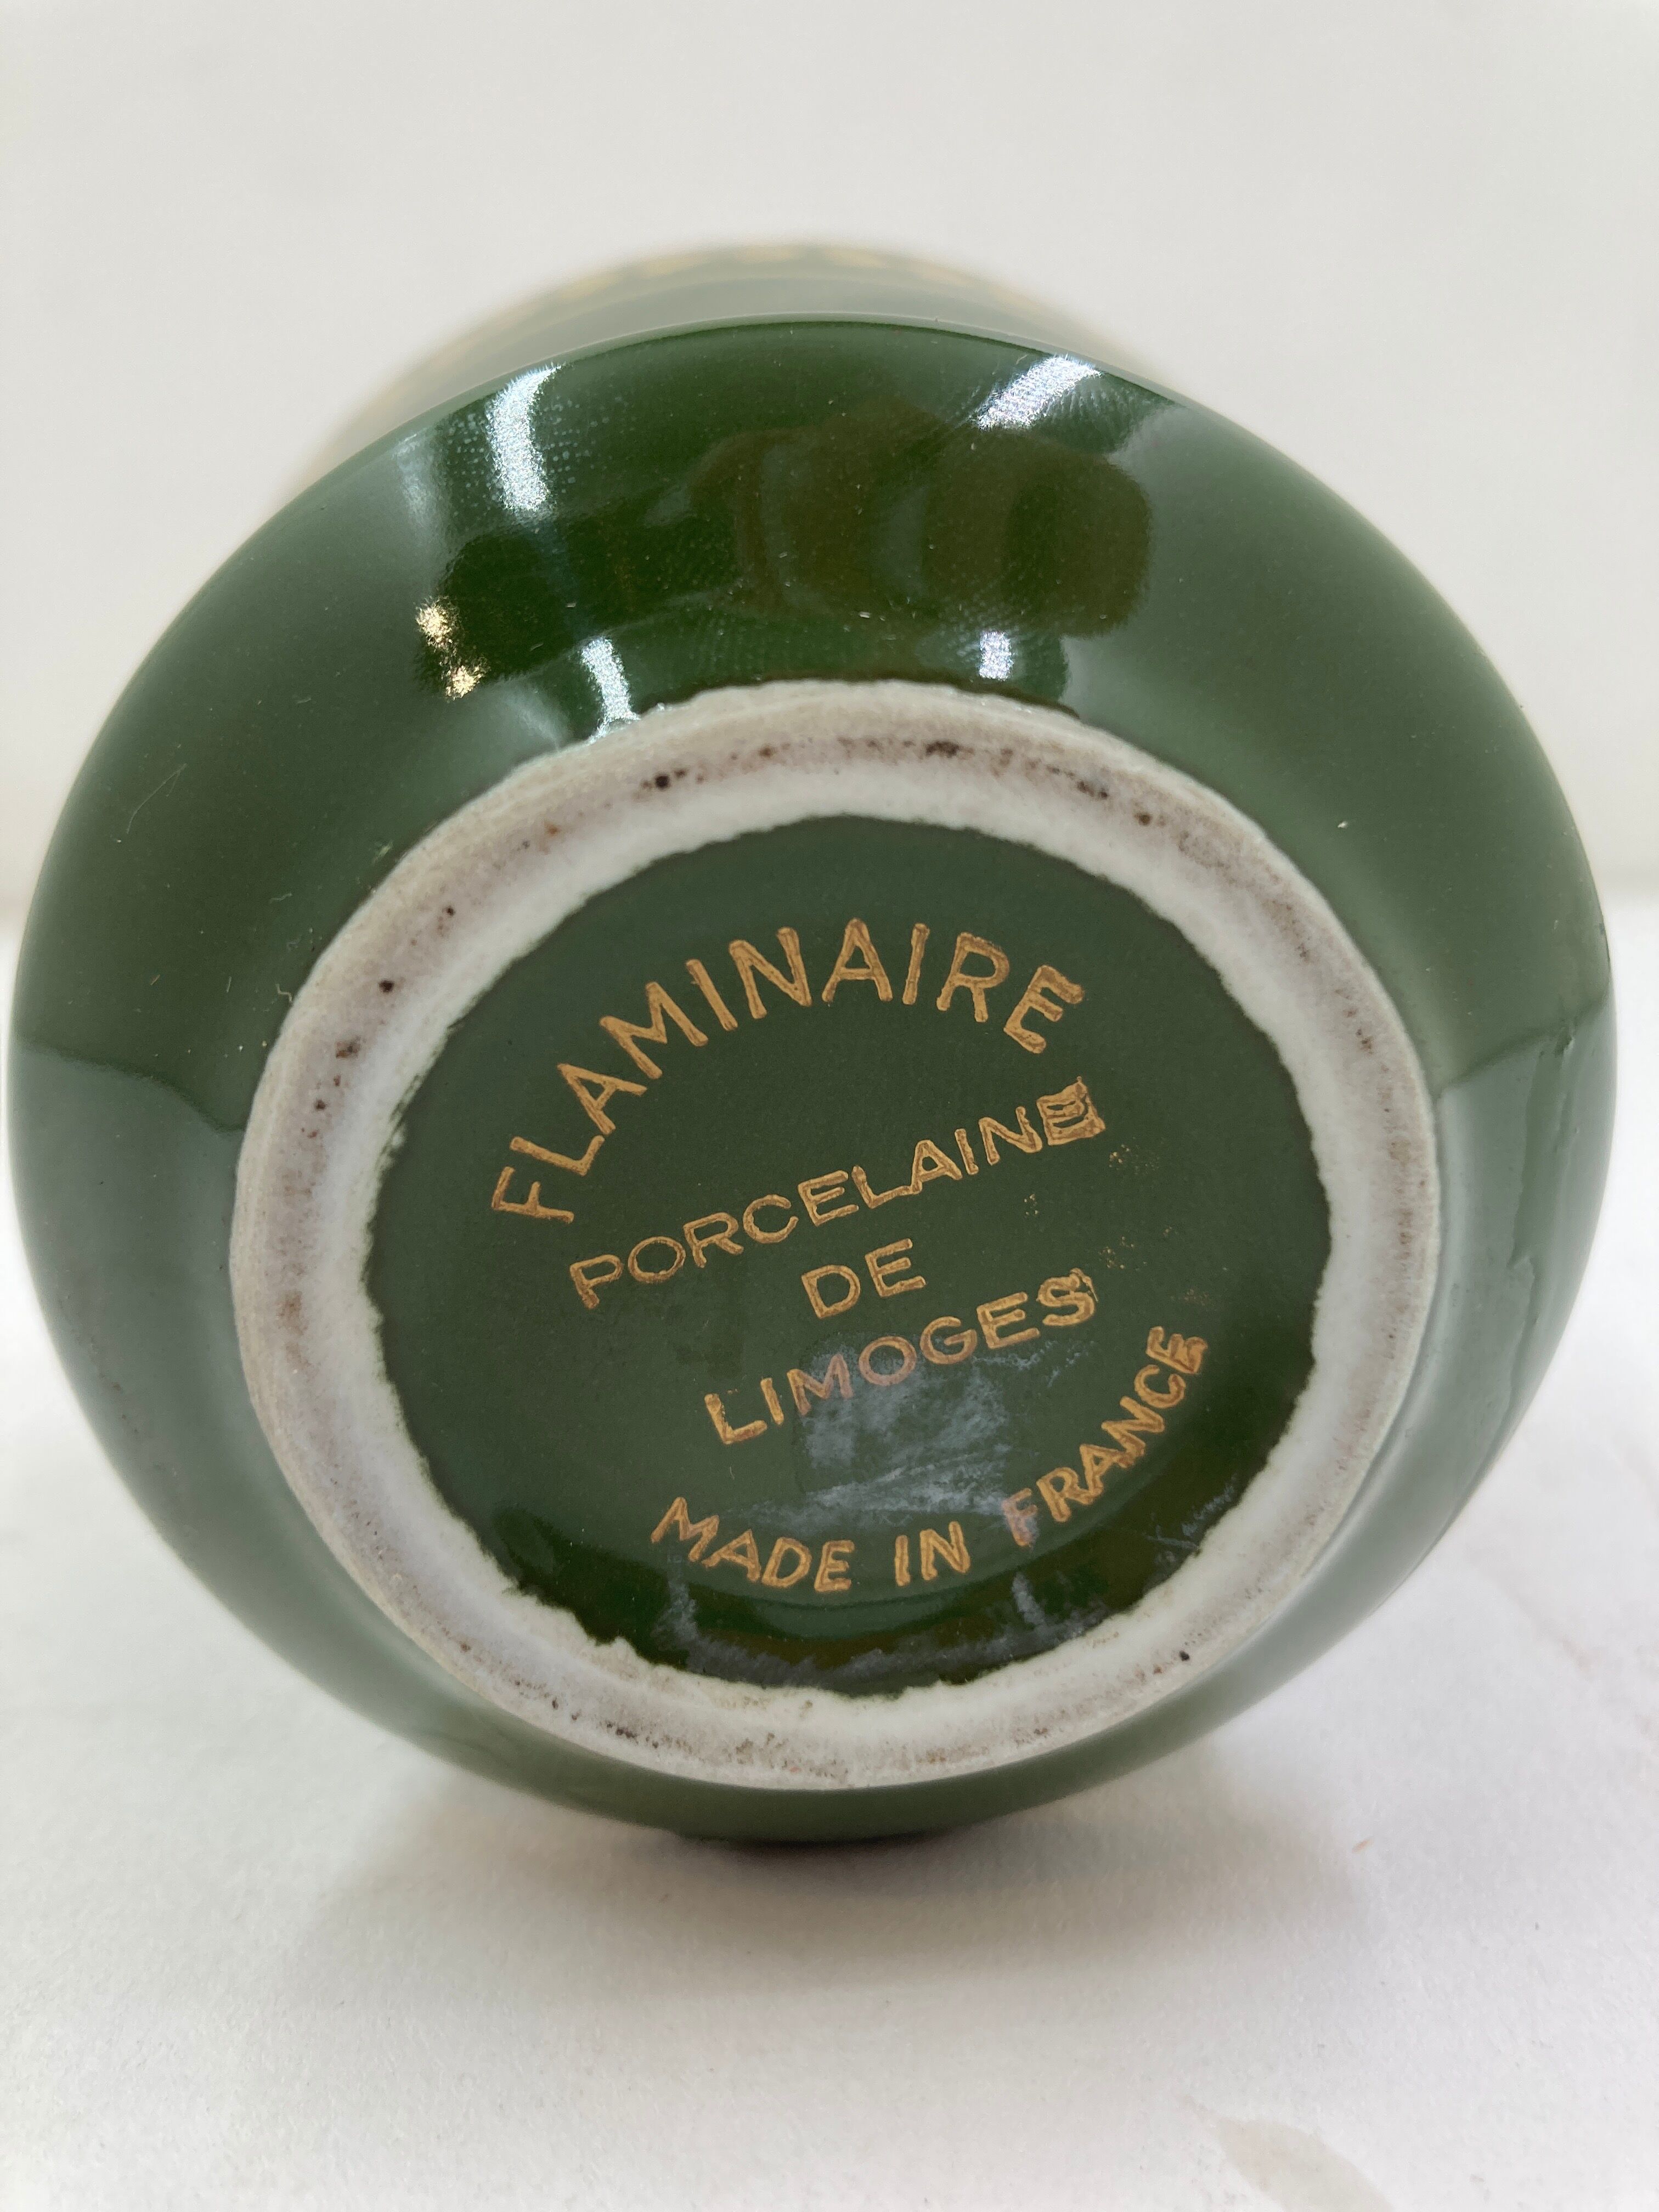 FLAMINAIRE
PORCELAINE
DE
LIMOGES
MADE IN FRANCE